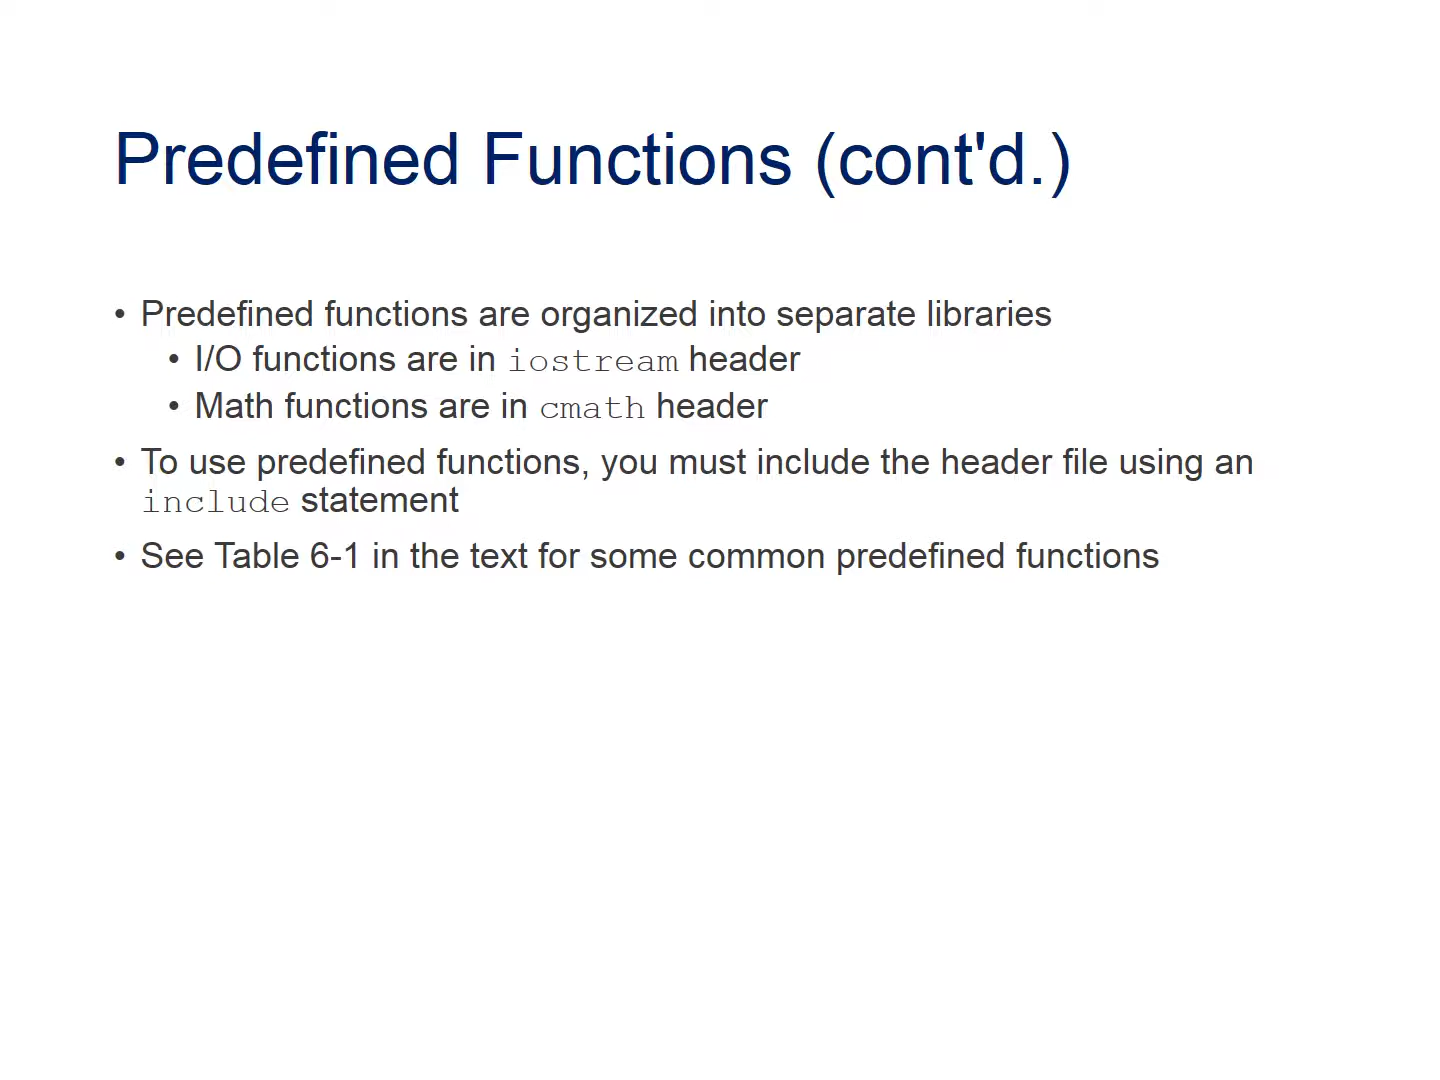 Predefined Functions (cont'd.)
• Predefined functions are organized into separate libraries
• I/O functions are in iostream header
• Math functions are in cmath header
• To use predefined functions, you must include the header file using an
include statement
• See Table 6-1 in the text for some common predefined functions